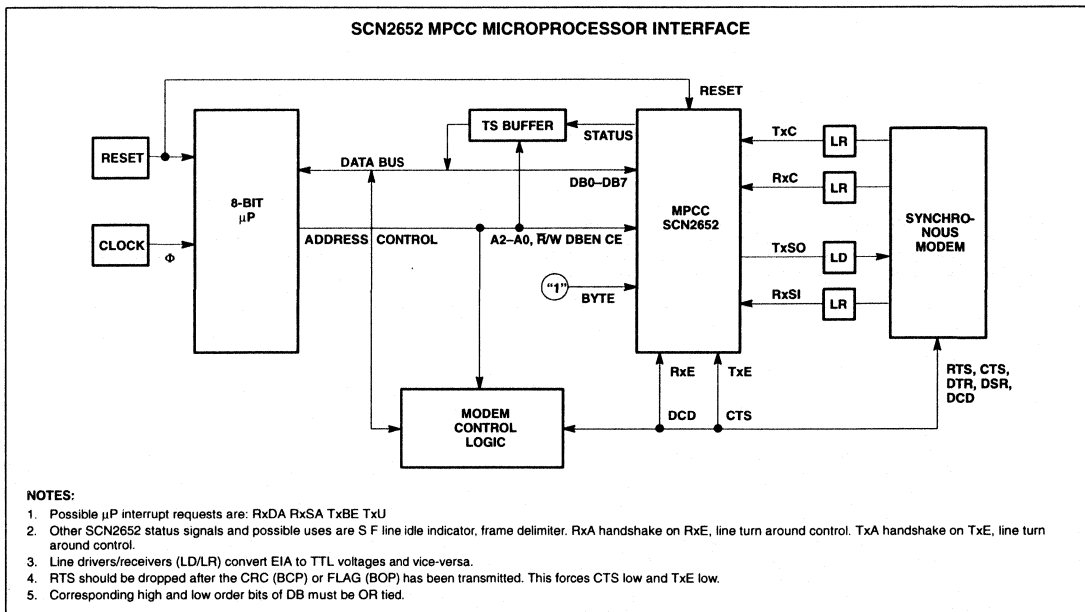 SCN2652 MPCC MICROPROCESSOR INTERFACE
RESET
TS BUFFER
STATUS
TxC
LR
RESET
DATA BUS
DB0–DB7
RxC
LR
8-BIT
μP
MPCC
SCN2652
SYNCHRO-
NOUS
MODEM
CLOCK
Φ
ADDRESS CONTROL
A2–A0, R̅/W DBEN CE
TxSO
LD
"1"
BYTE
RxSI
LR
RxE
TxE
RTS, CTS,
DTR, DSR,
DCD
MODEM
CONTROL
LOGIC
DCD
CTS
NOTES:
1. Possible μP interrupt requests are: RxDA RxSA TxBE TxU
2. Other SCN2652 status signals and possible uses are S F line idle indicator, frame delimiter. RxA handshake on RxE, line turn around control. TxA handshake on TxE, line turn
around control.
3. Line drivers/receivers (LD/LR) convert EIA to TTL voltages and vice-versa.
4. RTS should be dropped after the CRC (BCP) or FLAG (BOP) has been transmitted. This forces CTS low and TxE low.
5. Corresponding high and low order bits of DB must be OR tied.